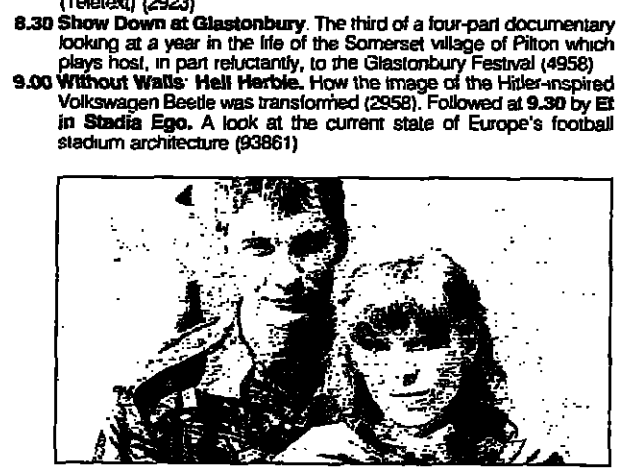 (Teletext) (2923)
8.30 Show Down at Glastonbury. The third of a four-part documentary
looking at a year in the life of the Somerset village of Pilton which
plays host, in part reluctantly, to the Glastonbury Festival (4958)
9.00 Without Walls: Heil Herbie. How the image of the Hitler-inspired
Volkswagen Beetle was transformed (2958). Followed at 9.30 by Et
in Stadia Ego. A look at the current state of Europe's football
stadium architecture (93861)